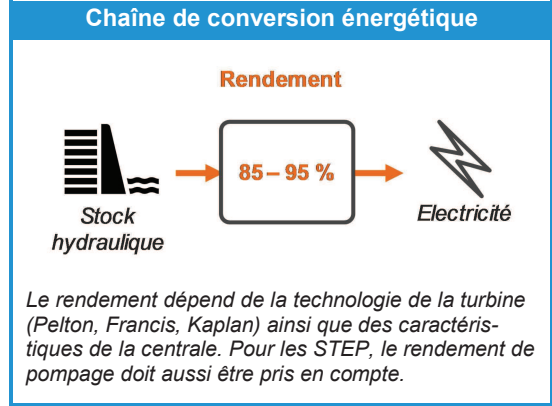 Chaîne de conversion énergétique
Rendement
85 – 95 %
Stock
hydraulique
Electricité
Le rendement dépend de la technologie de la turbine
(Pelton, Francis, Kaplan) ainsi que des caractéris-
tiques de la centrale. Pour les STEP, le rendement de
pompage doit aussi être pris en compte.